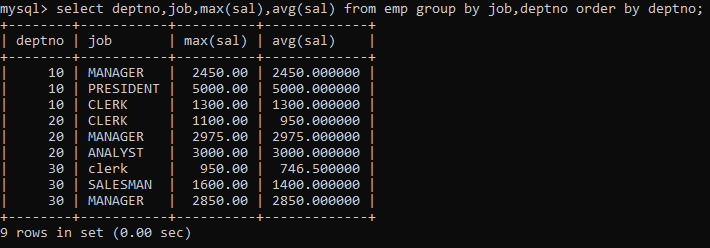 mysql> select deptno,job,max(sal),avg(sal) from emp group by job,deptno order by deptno;
+--------+-----------+----------+-------------+
| deptno | job       | max(sal) | avg(sal)    |
+--------+-----------+----------+-------------+
|     10 | MANAGER   |  2450.00 | 2450.000000 |
|     10 | PRESIDENT |  5000.00 | 5000.000000 |
|     10 | CLERK     |  1300.00 | 1300.000000 |
|     20 | CLERK     |  1100.00 |  950.000000 |
|     20 | MANAGER   |  2975.00 | 2975.000000 |
|     20 | ANALYST   |  3000.00 | 3000.000000 |
|     30 | clerk     |   950.00 |  746.500000 |
|     30 | SALESMAN  |  1600.00 | 1400.000000 |
|     30 | MANAGER   |  2850.00 | 2850.000000 |
+--------+-----------+----------+-------------+
9 rows in set (0.00 sec)